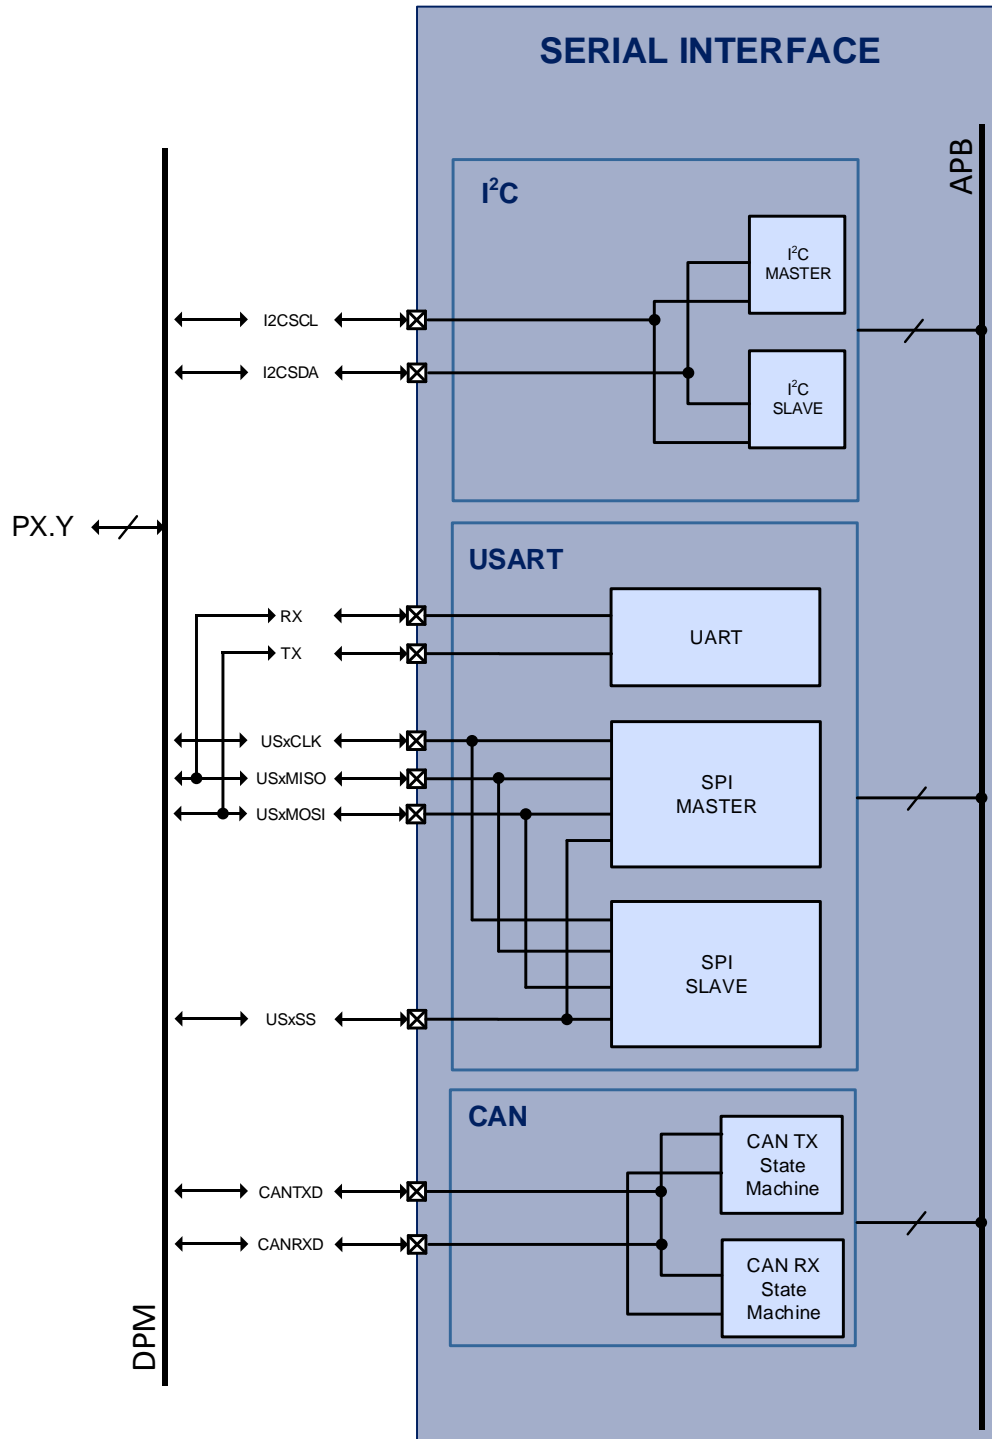 SERIAL INTERFACE
APB
I²C
I²C
MASTER
I2CSCL
I2CSDA
I²C
SLAVE
PX.Y
USART
RX
UART
TX
USxCLK
USxMISO
SPI
MASTER
USxMOSI
SPI
SLAVE
USxSS
CAN
CAN TX
State
Machine
CANTXD
CANRXD
CAN RX
State
Machine
DPM